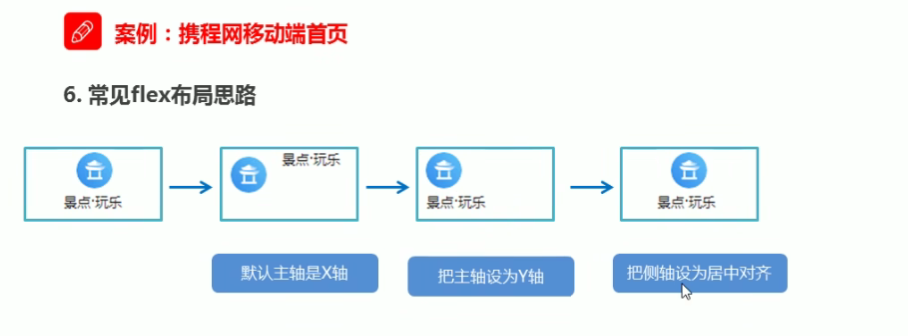 案例：携程网移动端首页
6. 常见flex布局思路
景点·玩乐
景点·玩乐
景点·玩乐
景点·玩乐
默认主轴是X轴
把主轴设为Y轴
把侧轴设为居中对齐